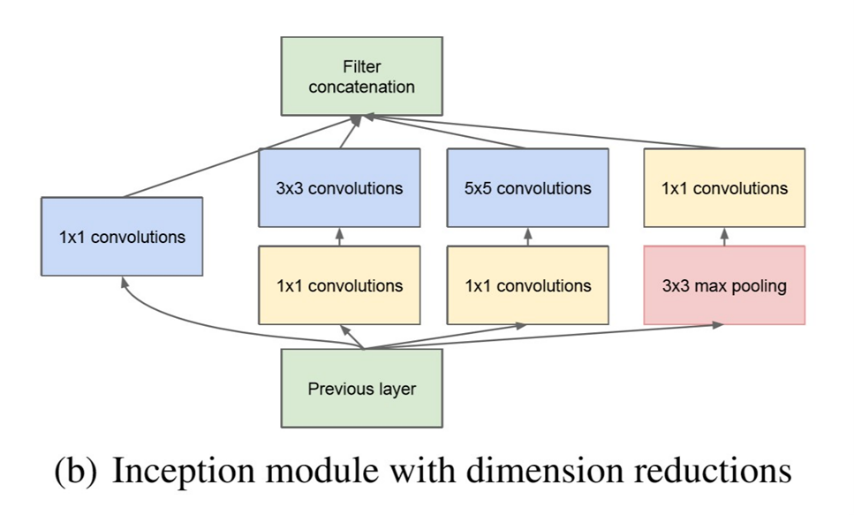 Filter
concatenation
3x3 convolutions
5x5 convolutions
1x1 convolutions
1x1 convolutions
1x1 convolutions
1x1 convolutions
3x3 max pooling
Previous layer
(b) Inception module with dimension reductions